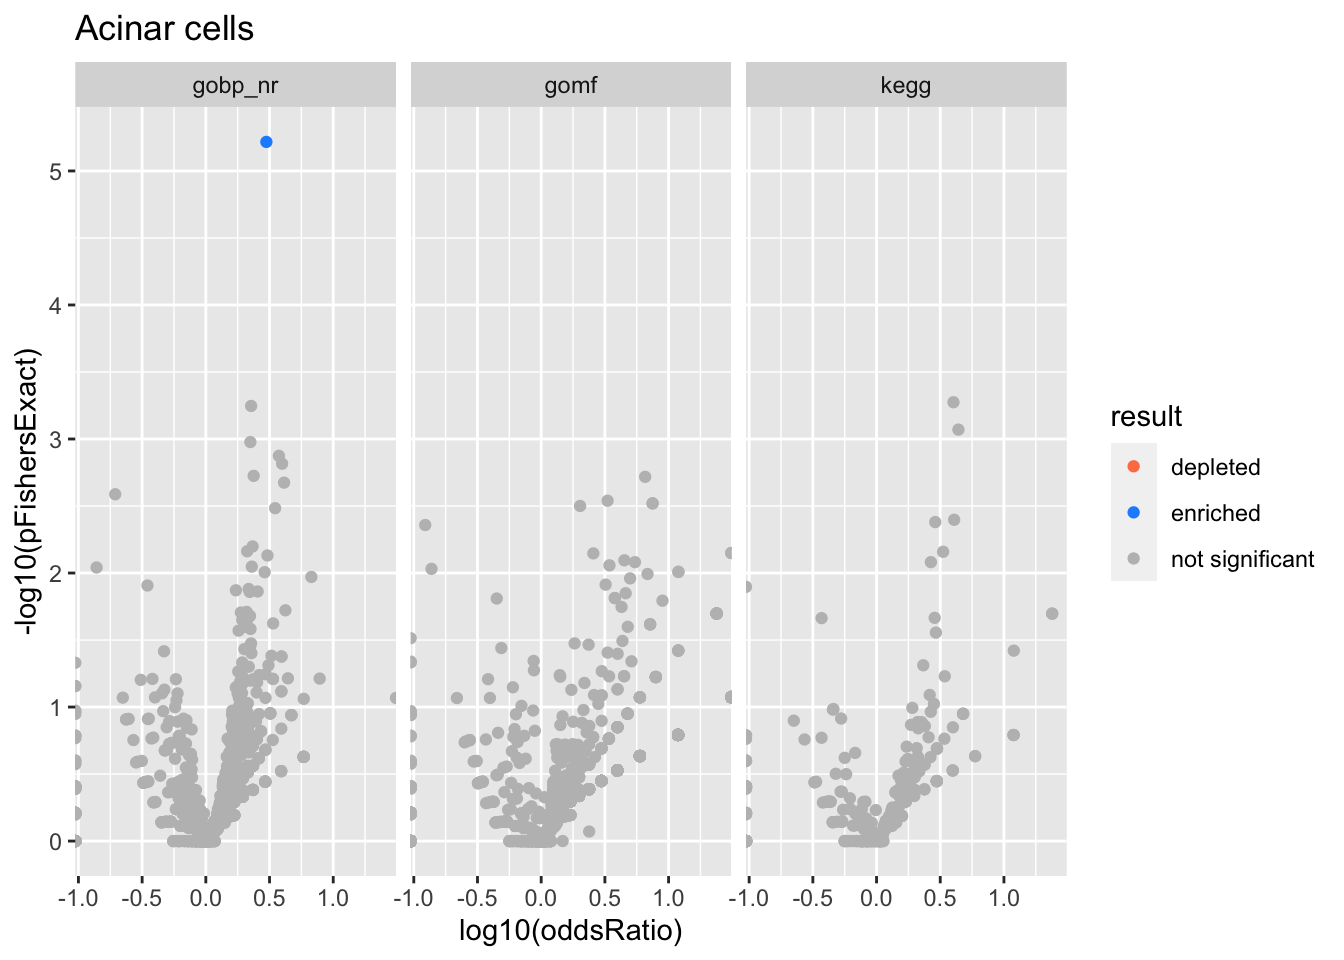 Acinar cells
gobp_nr gomf kegg
5
4
3
2
1
0
-1.0 -0.5 0.0 0.5 1.0 -1.0 -0.5 0.0 0.5 1.0 -1.0 -0.5 0.0 0.5 1.0
log10(oddsRatio)
-log10(pFishersExact)
result
depleted
enriched
not significant